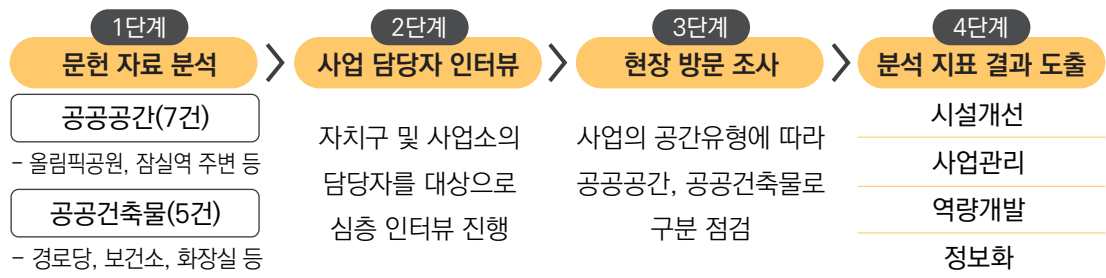 1단계
문헌 자료 분석
공공공간(7건)
- 올림픽공원, 잠실역 주변 등
공공건축물(5건)
- 경로당, 보건소, 화장실 등
2단계
사업 담당자 인터뷰
자치구 및 사업소의
담당자를 대상으로
심층 인터뷰 진행
3단계
현장 방문 조사
사업의 공간유형에 따라
공공공간, 공공건축물로
구분 점검
4단계
분석 지표 결과 도출
시설개선
사업관리
역량개발
정보화